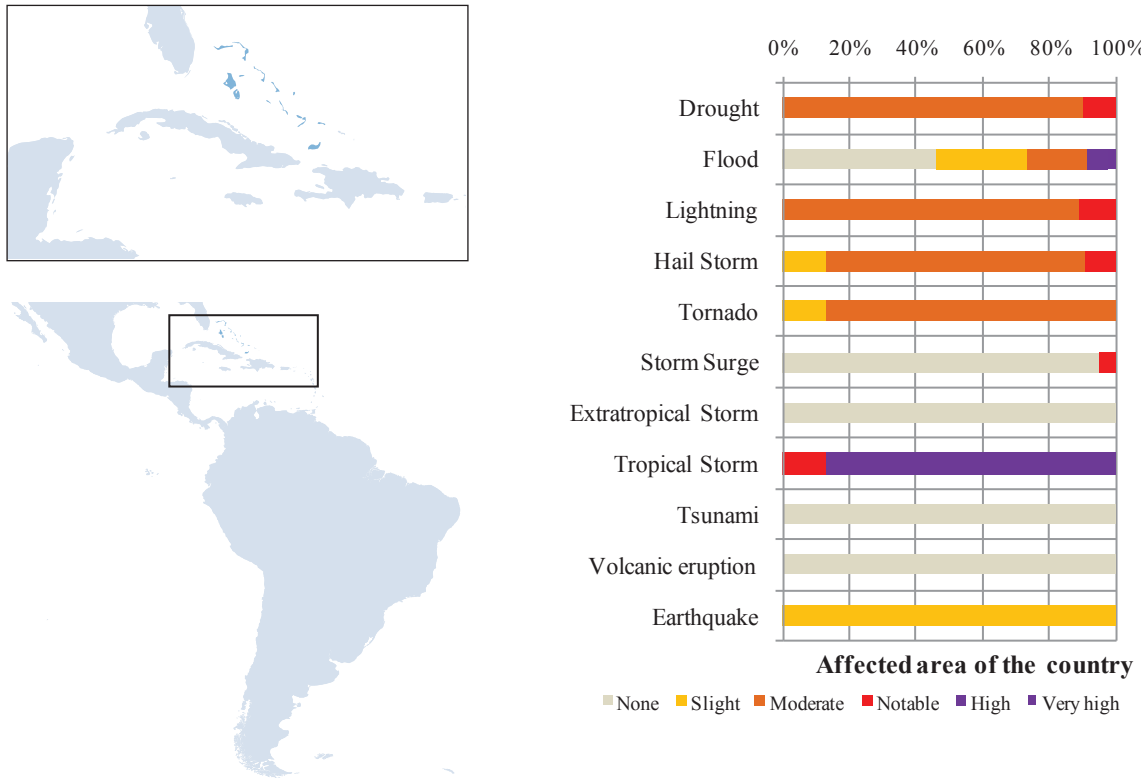 0% 20% 40% 60% 80% 100%
Drought
Flood
Lightning
Hail Storm
Tornado
Storm Surge
Extratropical Storm
Tropical Storm
Tsunami
Volcanic eruption
Earthquake
Affected area of the country
None Slight Moderate Notable High Very high